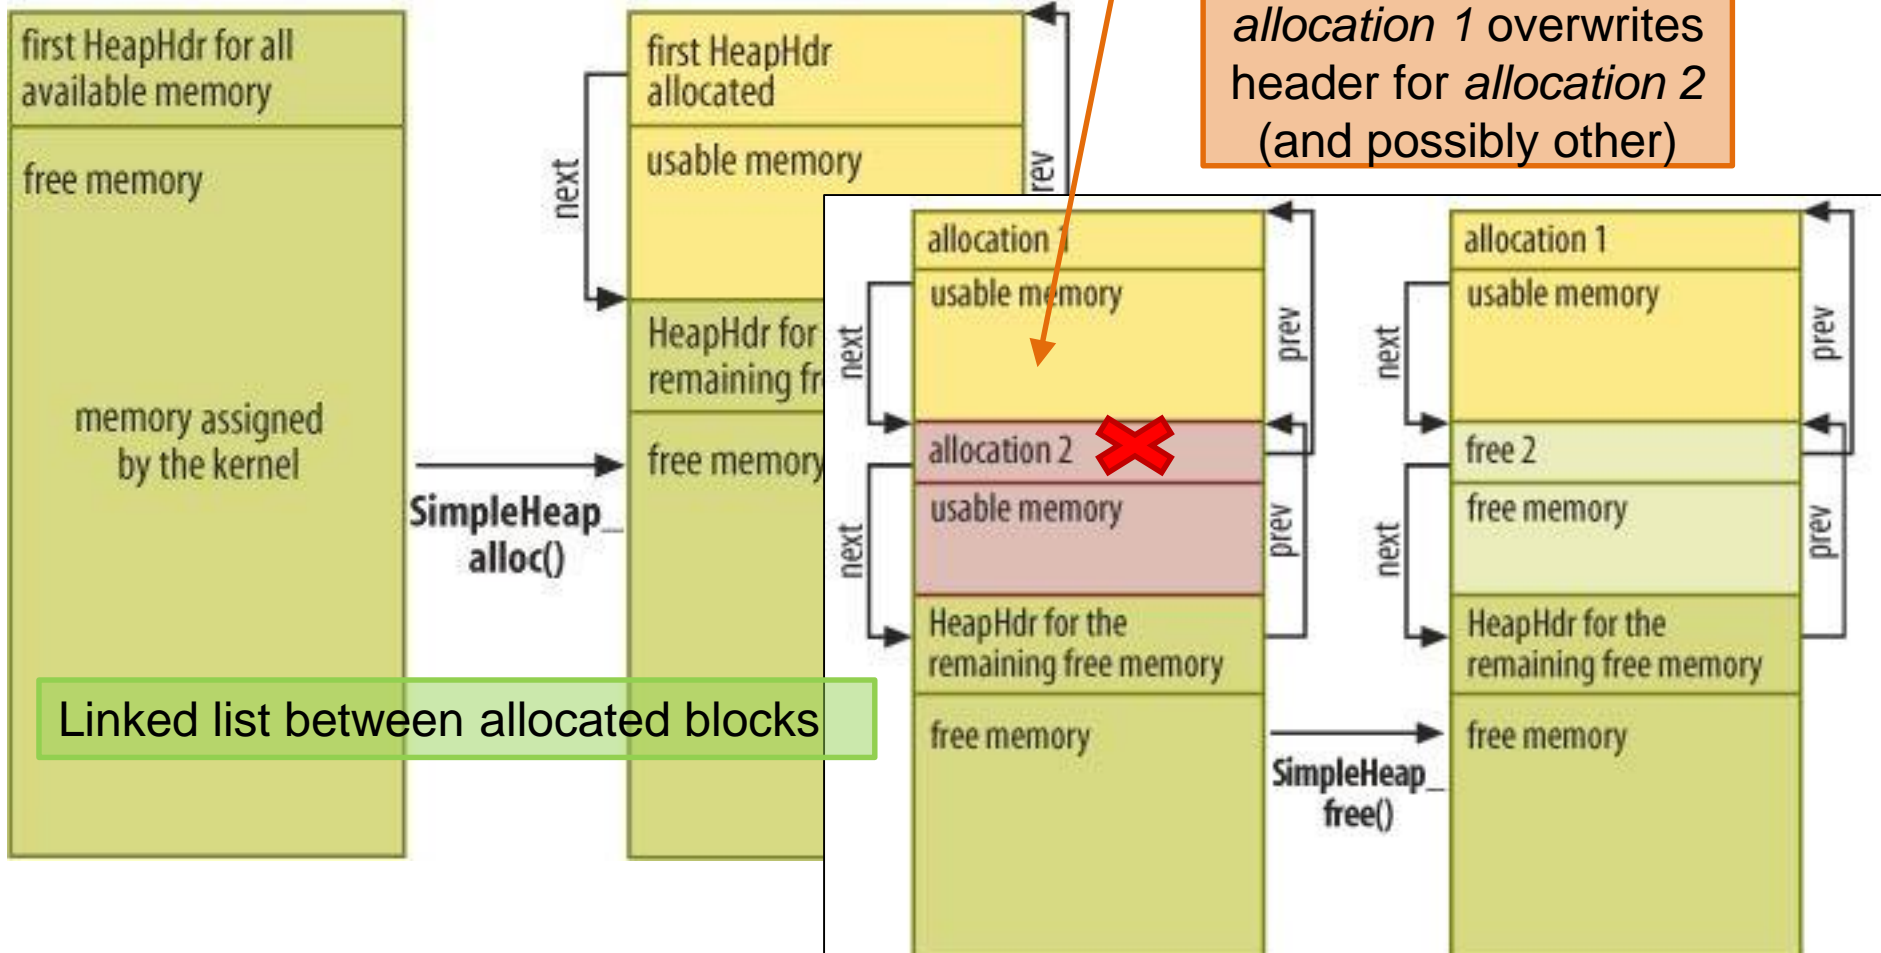 first HeapHdr for all
available memory
free memory
memory assigned
by the kernel
SimpleHeap_
alloc()
first HeapHdr
allocated
usable memory
next
rev
HeapHdr for
remaining fr
free memory
allocation 1 overwrites
header for allocation 2
(and possibly other)
Linked list between allocated blocks
allocation 1
usable memory
next
prev
allocation 2
usable memory
next
prev
HeapHdr for the
remaining free memory
free memory
SimpleHeap_
free()
allocation 1
usable memory
next
prev
free 2
free memory
next
prev
HeapHdr for the
remaining free memory
free memory